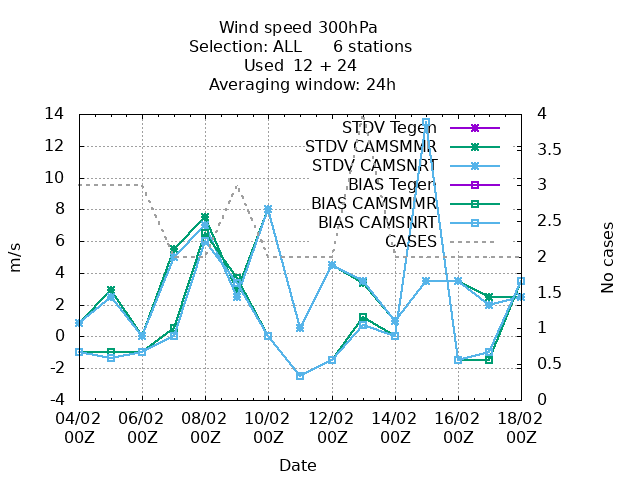 Wind speed 300hPa
Selection: ALL 6 stations
Used 12 + 24
Averaging window: 24h
14
12
10
8
6
4
2
0
-2
-4
m/s
4
3.5
3
2.5
2
1.5
1
0.5
0
No cases
STDV Tegen
STDV CAMSMMR
STDV CAMSNRT
BIAS Tegen
BIAS CAMSMMR
BIAS CAMSNRT
CASES
04/02 06/02 08/02 10/02 12/02 14/02 16/02 18/02
00Z 00Z 00Z 00Z 00Z 00Z 00Z 00Z
Date